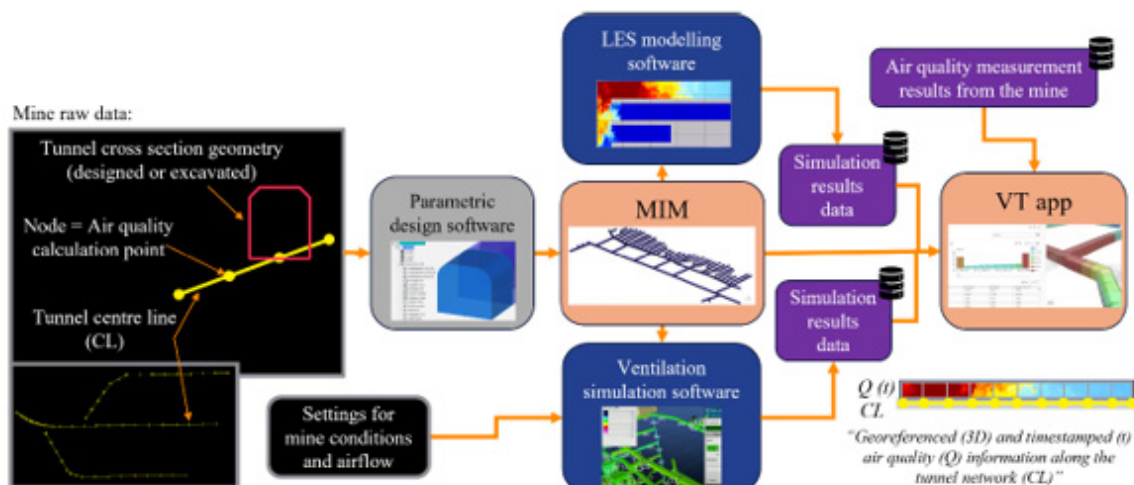 Mine raw data:
Tunnel cross section geometry
(designed or excavated)
Node = Air quality
calculation point
Tunnel centre line
(CL)
Parametric
design software
Settings for
mine conditions
and airflow
LES modelling
software
MIM
Ventilation
simulation software
Simulation
results
data
Simulation
results
data
Air quality measurement
results from the mine
VT app
Q (t)
CL
"Georeferenced (3D) and timestamped (t)
air quality (Q) information along the
tunnel network (CL)"